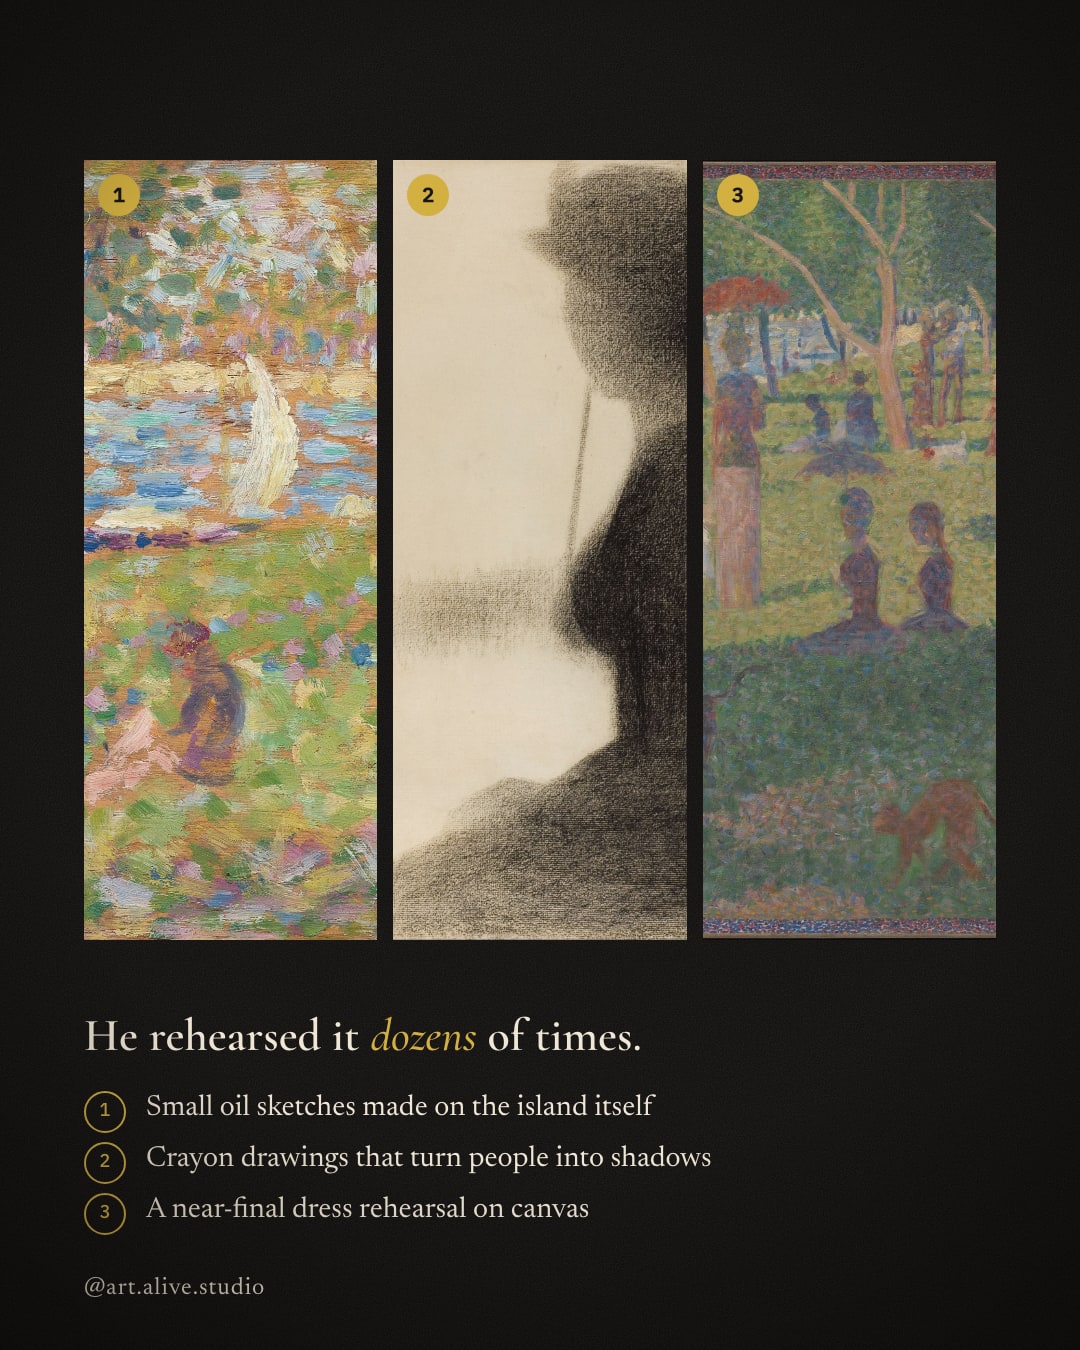 1
2
3
He rehearsed it dozens of times.
1 Small oil sketches made on the island itself
2 Crayon drawings that turn people into shadows
3 A near-final dress rehearsal on canvas
@art.alive.studio